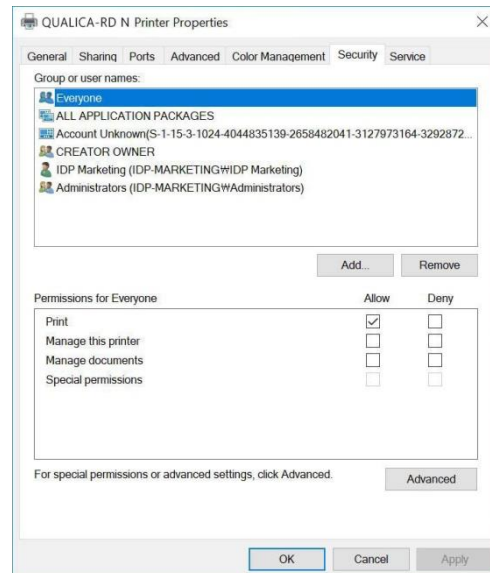 QUALICA-RD N Printer Properties
General Sharing Ports Advanced Color Management Security Service
Group or user names:
Everyone
ALL APPLICATION PACKAGES
Account Unknown(S-1-15-3-1024-4044835139-2658482041-3127973164-3292872...
CREATOR OWNER
IDP Marketing (IDP-MARKETING₩IDP Marketing)
Administrators (IDP-MARKETING₩Administrators)
Add... Remove
Permissions for Everyone Allow Deny
Print
Manage this printer
Manage documents
Special permissions
For special permissions or advanced settings, click Advanced.
Advanced
OK Cancel Apply